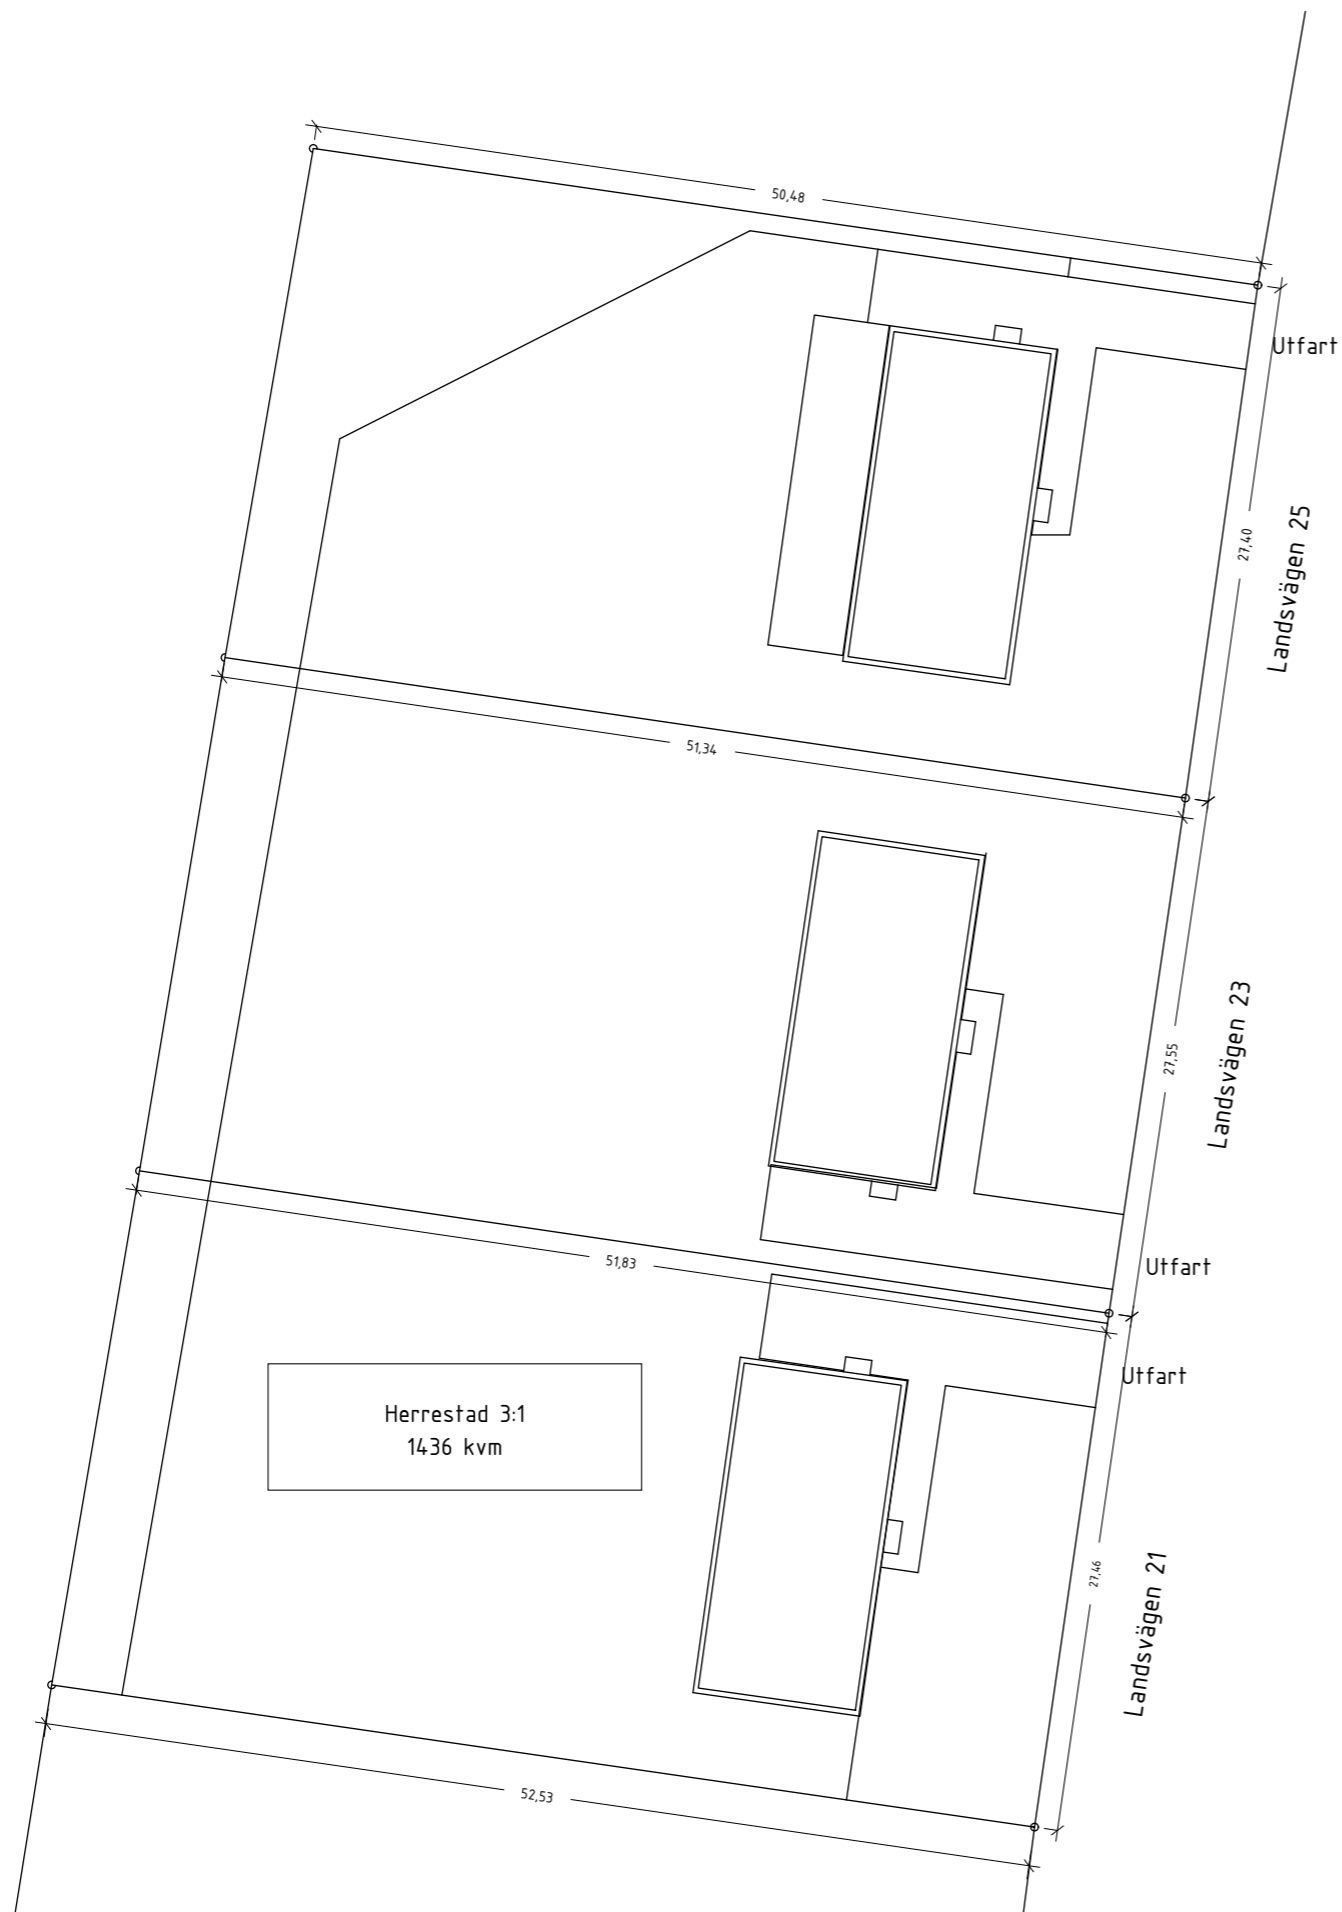 50,48
Utfart
27,40
Landsvägen 25
51,34
Landsvägen 23
27,55
51,83
Utfart
Utfart
Herrestad 3:1
1436 kvm
27,46
Landsvägen 21
52,53